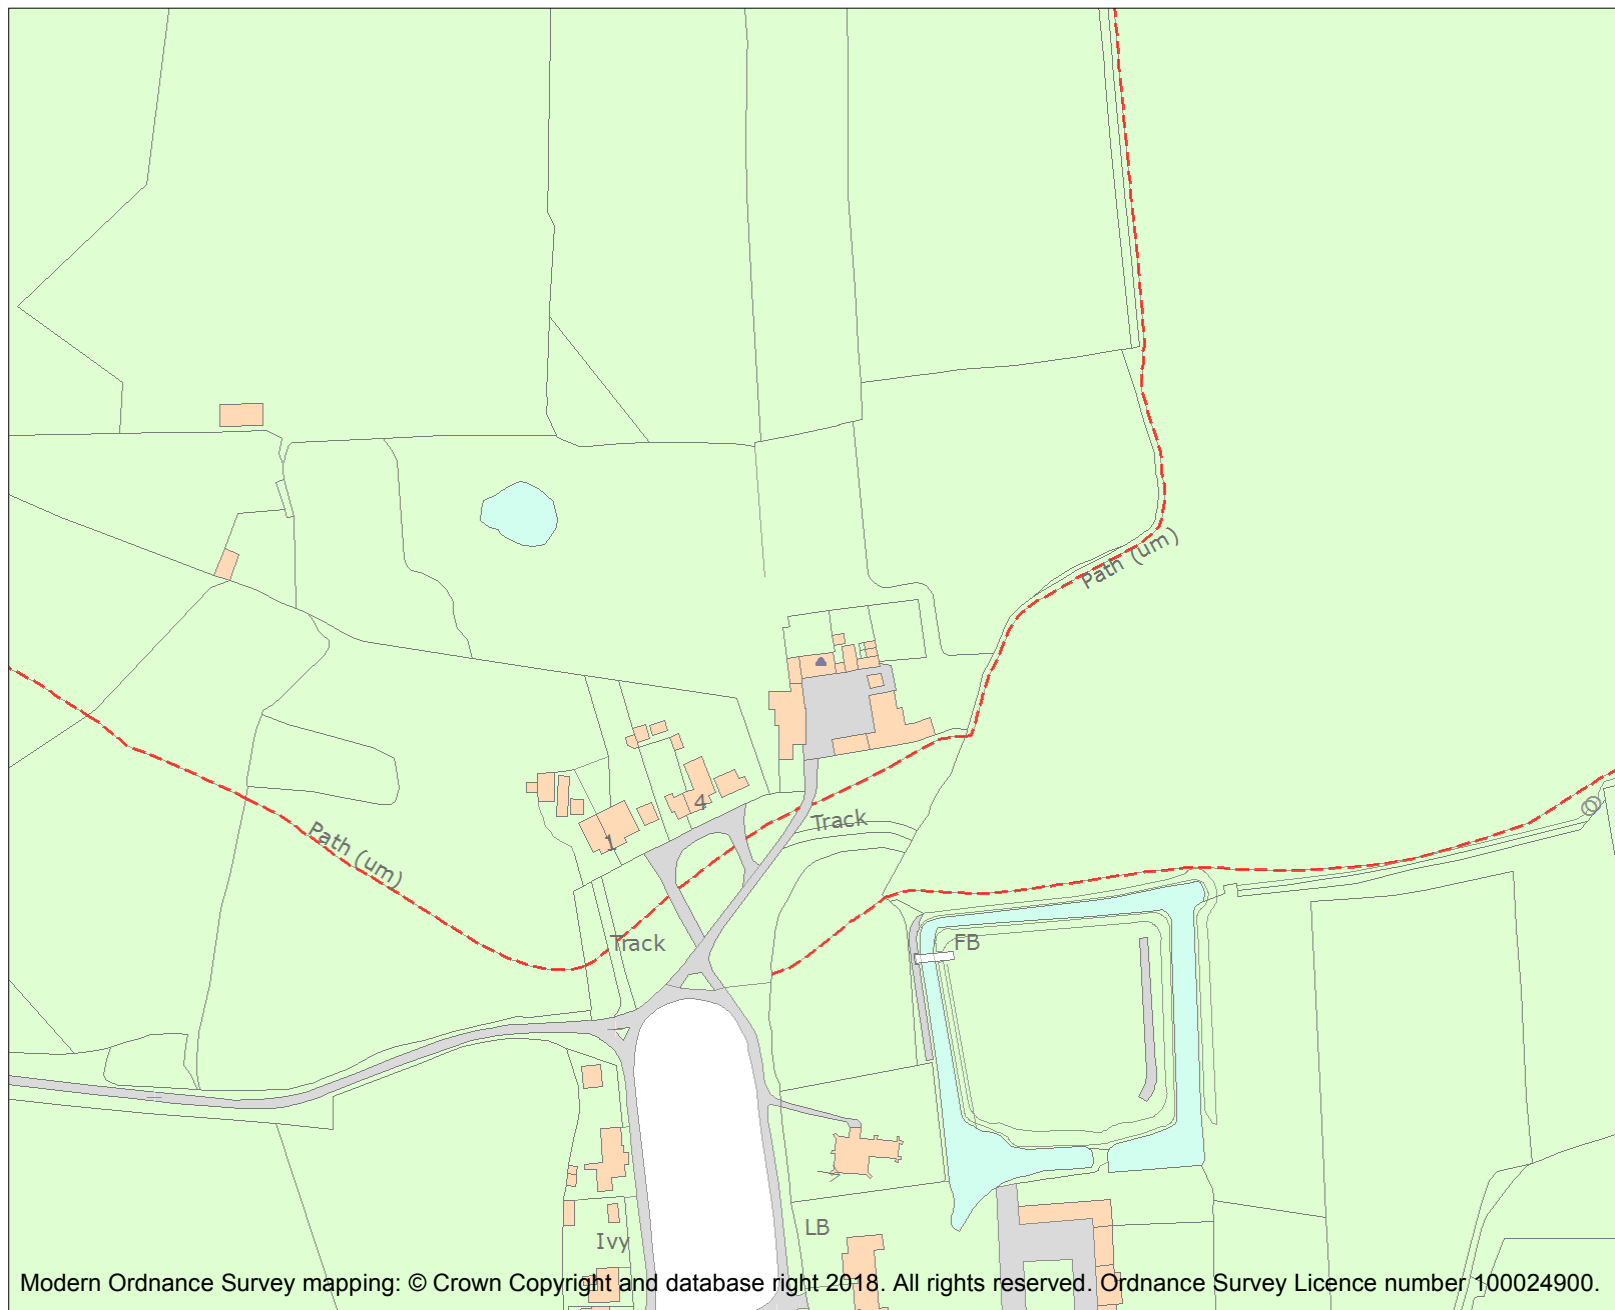 Path (um)
Track
4
1
Path (um)
Track
FB
LB
Ivy
Modern Ordnance Survey mapping: © Crown Copyright and database right 2018. All rights reserved. Ordnance Survey Licence number 100024900.